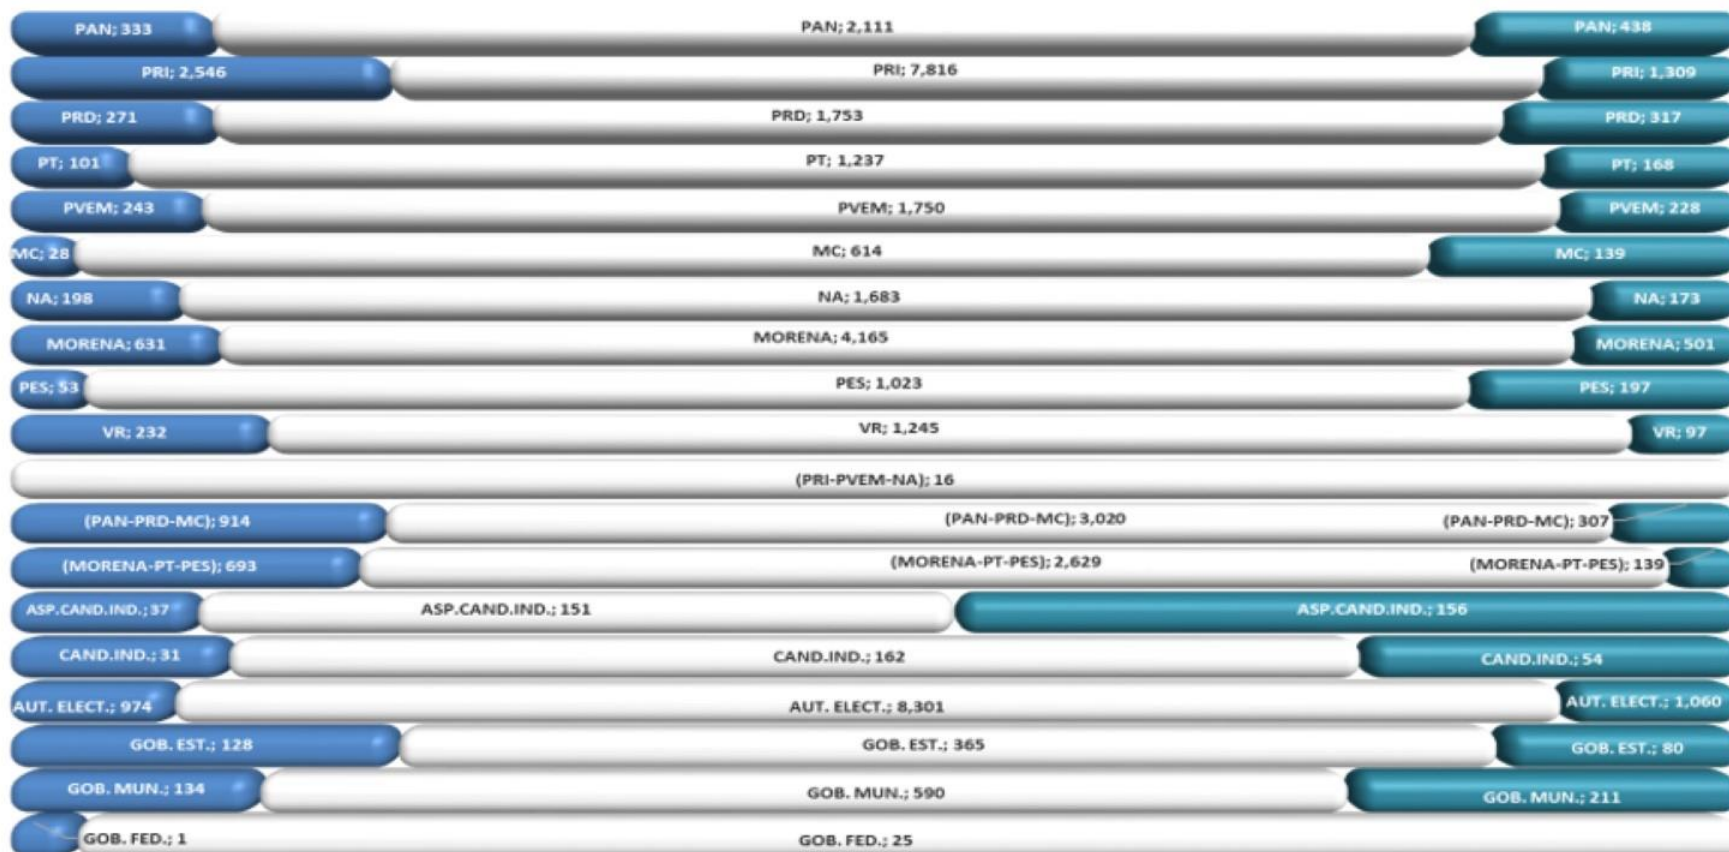 PAN; 333 PAN; 2,111 PAN; 438
PRI; 2,546 PRI; 7,816 PRI; 1,309
PRD; 271 PRD; 1,753 PRD; 317
PT; 101 PT; 1,237 PT; 168
PVEM; 243 PVEM; 1,750 PVEM; 228
MC; 28 MC; 614 MC; 139
NA; 198 NA; 1,683 NA; 173
MORENA; 631 MORENA; 4,165 MORENA; 501
PES; 53 PES; 1,023 PES; 197
VR; 232 VR; 1,245 VR; 97
(PRI-PVEM-NA); 16
(PAN-PRD-MC); 914 (PAN-PRD-MC); 3,020 (PAN-PRD-MC); 307
(MORENA-PT-PES); 693 (MORENA-PT-PES); 2,629 (MORENA-PT-PES); 139
ASP.CAND.IND.; 37 ASP.CAND.IND.; 151 ASP.CAND.IND.; 156
CAND.IND.; 31 CAND.IND.; 162 CAND.IND.; 54
AUT. ELECT.; 974 AUT. ELECT.; 8,301 AUT. ELECT.; 1,060
GOB. EST.; 128 GOB. EST.; 365 GOB. EST.; 80
GOB. MUN.; 134 GOB. MUN.; 590 GOB. MUN.; 211
GOB. FED.; 1 GOB. FED.; 25